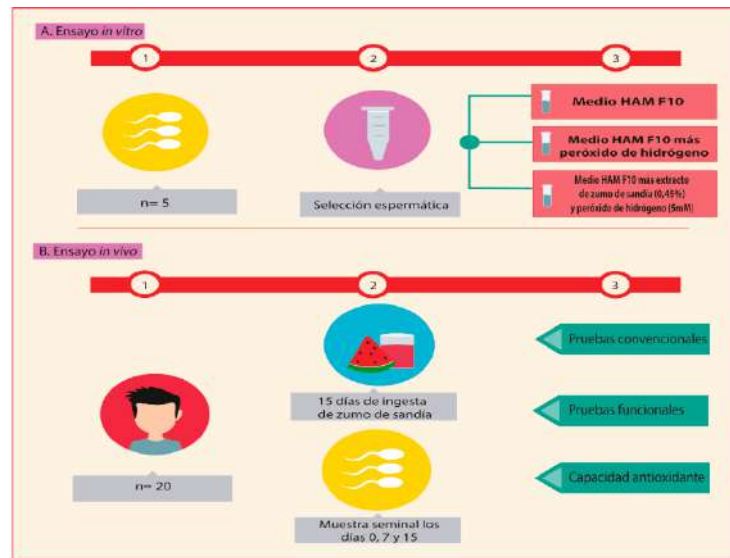 A. Ensayo in vitro
1
2
3
n= 5
Selección espermática
Medio HAM F10
Medio HAM F10 más
peróxido de hidrógeno
Medio HAM F10 más extracto
de zumo de sandía (0,45%)
y peróxido de hidrógeno (5mM)
B. Ensayo in vivo
1
2
3
n= 20
15 días de ingesta
de zumo de sandía
Muestra seminal los
días 0, 7 y 15
Pruebas convencionales
Pruebas funcionales
Capacidad antioxidante